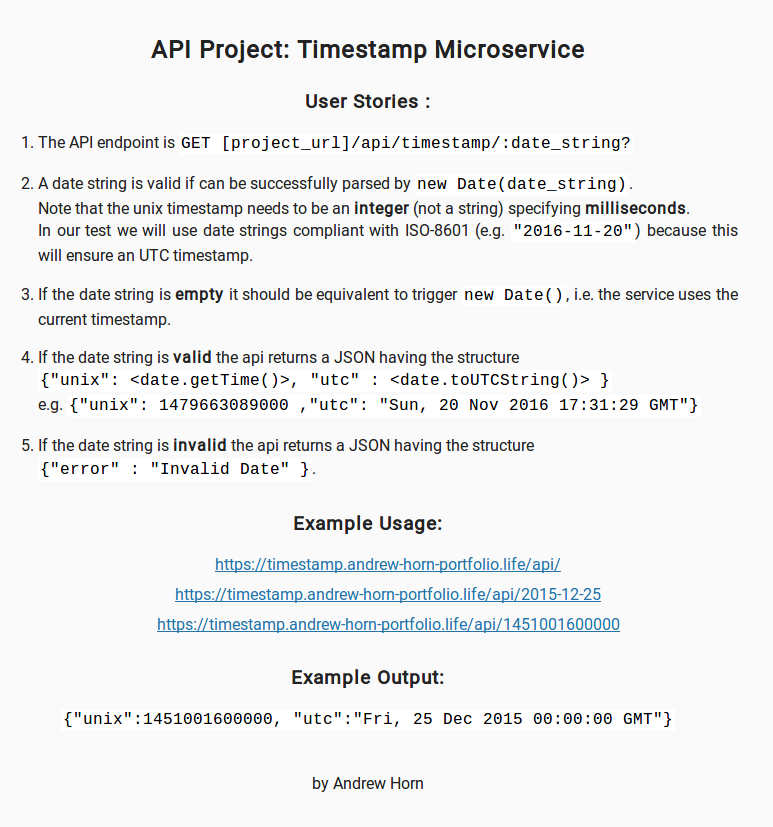 API Project: Timestamp Microservice
User Stories :
1. The API endpoint is GET [project_url]/api/timestamp/:date_string?
2. A date string is valid if can be successfully parsed by new Date(date_string).
Note that the unix timestamp needs to be an integer (not a string) specifying milliseconds.
In our test we will use date strings compliant with ISO-8601 (e.g. "2016-11-20") because this
will ensure an UTC timestamp.
3. If the date string is empty it should be equivalent to trigger new Date(), i.e. the service uses the
current timestamp.
4. If the date string is valid the api returns a JSON having the structure
{"unix": <date.getTime()>, "utc" : <date.toUTCString()> }
e.g. {"unix": 1479663089000 ,"utc": "Sun, 20 Nov 2016 17:31:29 GMT"}
5. If the date string is invalid the api returns a JSON having the structure
{"error" : "Invalid Date" }.
Example Usage:
https://timestamp.andrew-horn-portfolio.life/api/
https://timestamp.andrew-horn-portfolio.life/api/2015-12-25
https://timestamp.andrew-horn-portfolio.life/api/1451001600000
Example Output:
{"unix":1451001600000, "utc":"Fri, 25 Dec 2015 00:00:00 GMT"}
by Andrew Horn